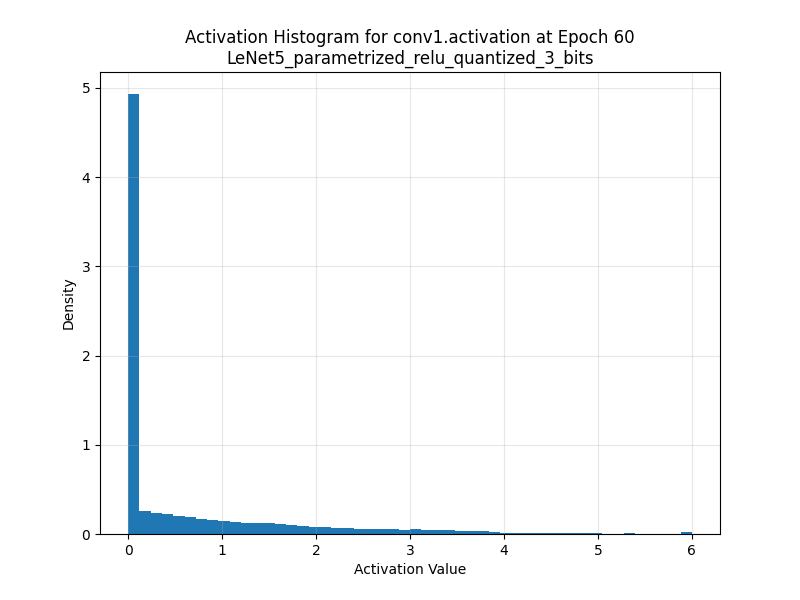 Activation Histogram for conv1.activation at Epoch 60
LeNet5_parametrized_relu_quantized_3_bits
5
4
3
2
1
0
Density
0 1 2 3 4 5 6
Activation Value